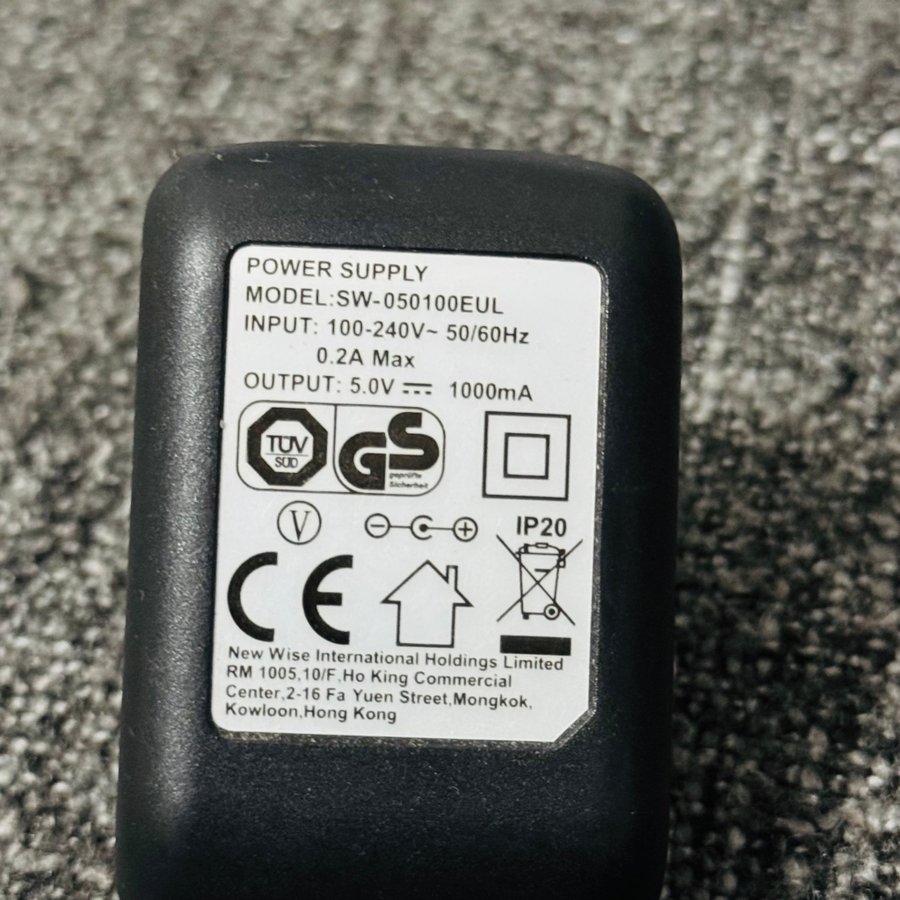 POWER SUPPLY
MODEL:SW-050100EUL
INPUT: 100-240V~ 50/60Hz
0.2A Max
OUTPUT: 5.0V ⎓ 1000mA
TÜV
SÜD
GS
geprüfte
Sicherheit
V
IP20
CE
New Wise International Holdings Limited
RM 1005,10/F,Ho King Commercial
Center,2-16 Fa Yuen Street,Mongkok,
Kowloon,Hong Kong